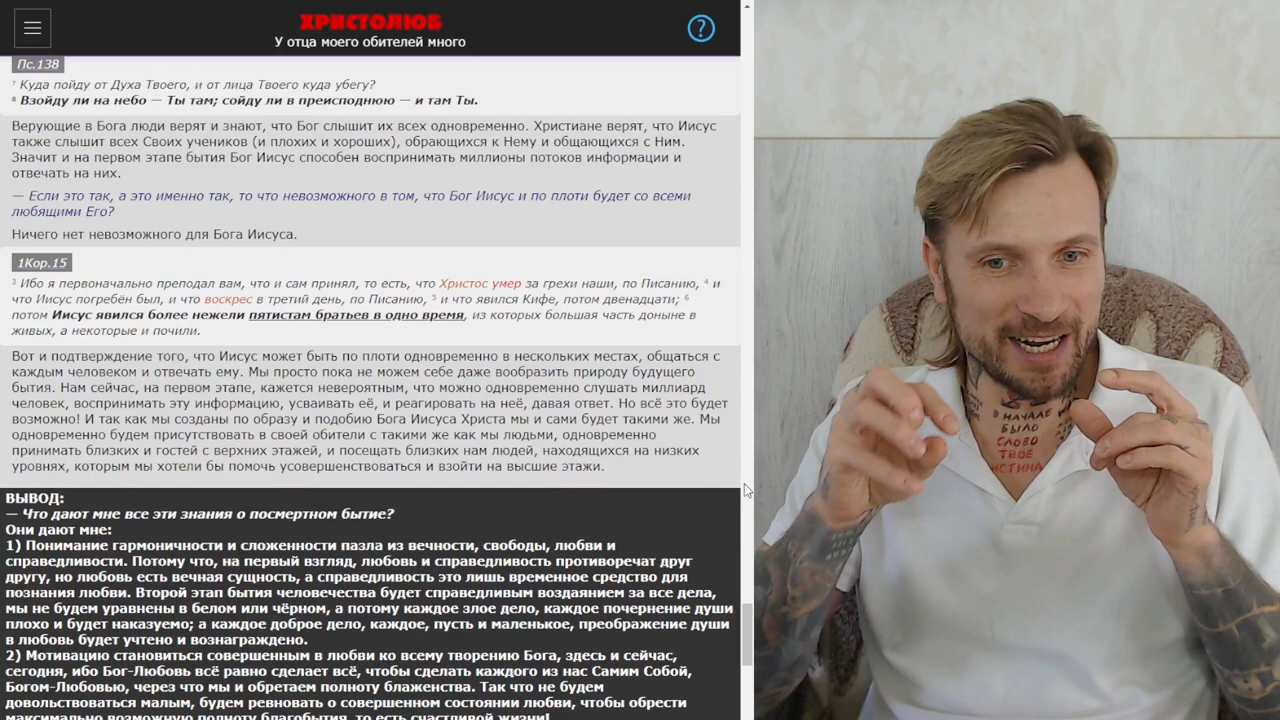 ХРИСТОЛЮБ
У отца моего обителей много
?
Пс.138
7 Куда пойду от Духа Твоего, и от лица Твоего куда убегу?
8 Взойду ли на небо — Ты там; сойду ли в преисподнюю — и там Ты.
Верующие в Бога люди верят и знают, что Бог слышит их всех одновременно. Христиане верят, что Иисус
также слышит всех Своих учеников (и плохих и хороших), обрающихся к Нему и общающихся с Ним.
Значит и на первом этапе бытия Бог Иисус способен воспринимать миллионы потоков информации и
отвечать на них.
— Если это так, а это именно так, то что невозможного в том, что Бог Иисус и по плоти будет со всеми
любящими Его?
Ничего нет невозможного для Бога Иисуса.
1Кор.15
3 Ибо я первоначально преподал вам, что и сам принял, то есть, что Христос умер за грехи наши, по Писанию, 4 и
что Иисус погребён был, и что воскрес в третий день, по Писанию, 5 и что явился Кифе, потом двенадцати; 6
потом Иисус явился более нежели пятистам братьев в одно время, из которых большая часть доныне в
живых, а некоторые и почили.
Вот и подтверждение того, что Иисус может быть по плоти одновременно в нескольких местах, общаться с
каждым человеком и отвечать ему. Мы просто пока не можем себе даже вообразить природу будущего
бытия. Нам сейчас, на первом этапе, кажется невероятным, что можно одновременно слушать миллиард
человек, воспринимать эту информацию, усваивать её, и реагировать на неё, давая ответ. Но всё это будет
возможно! И так как мы созданы по образу и подобию Бога Иисуса Христа мы и сами будет такими же. Мы
одновременно будем присутствовать в своей обители с такими же как мы людьми, одновременно
принимать близких и гостей с верхних этажей, и посещать близких нам людей, находящихся на низких
уровнях, которым мы хотели бы помочь усовершенствоваться и взойти на высшие этажи.
ВЫВОД:
— Что дают мне все эти знания о посмертном бытие?
Они дают мне:
1) Понимание гармоничности и сложенности пазла из вечности, свободы, любви и
справедливости. Потому что, на первый взгляд, любовь и справедливость противоречат друг
другу, но любовь есть вечная сущность, а справедливость это лишь временное средство для
познания любви. Второй этап бытия человечества будет справедливым воздаянием за все дела,
мы не будем уравнены в белом или чёрном, а потому каждое злое дело, каждое почернение души
плохо и будет наказуемо; а каждое доброе дело, каждое, пусть и маленькое, преображение души
в любовь будет учтено и вознаграждено.
2) Мотивацию становиться совершенным в любви ко всему творению Бога, здесь и сейчас,
сегодня, ибо Бог-Любовь всё равно сделает всё, чтобы сделать каждого из нас Самим Собой,
Богом-Любовью, через что мы и обретаем полноту блаженства. Так что не будем
довольствоваться малым, будем ревновать о совершенном состоянии любви, чтобы обрести
максимально возможную полноту благобытия, то есть счастливой жизни!
В НАЧАЛЕ
БЫЛО
СЛОВО
ТВОЕ
ИСТИНА